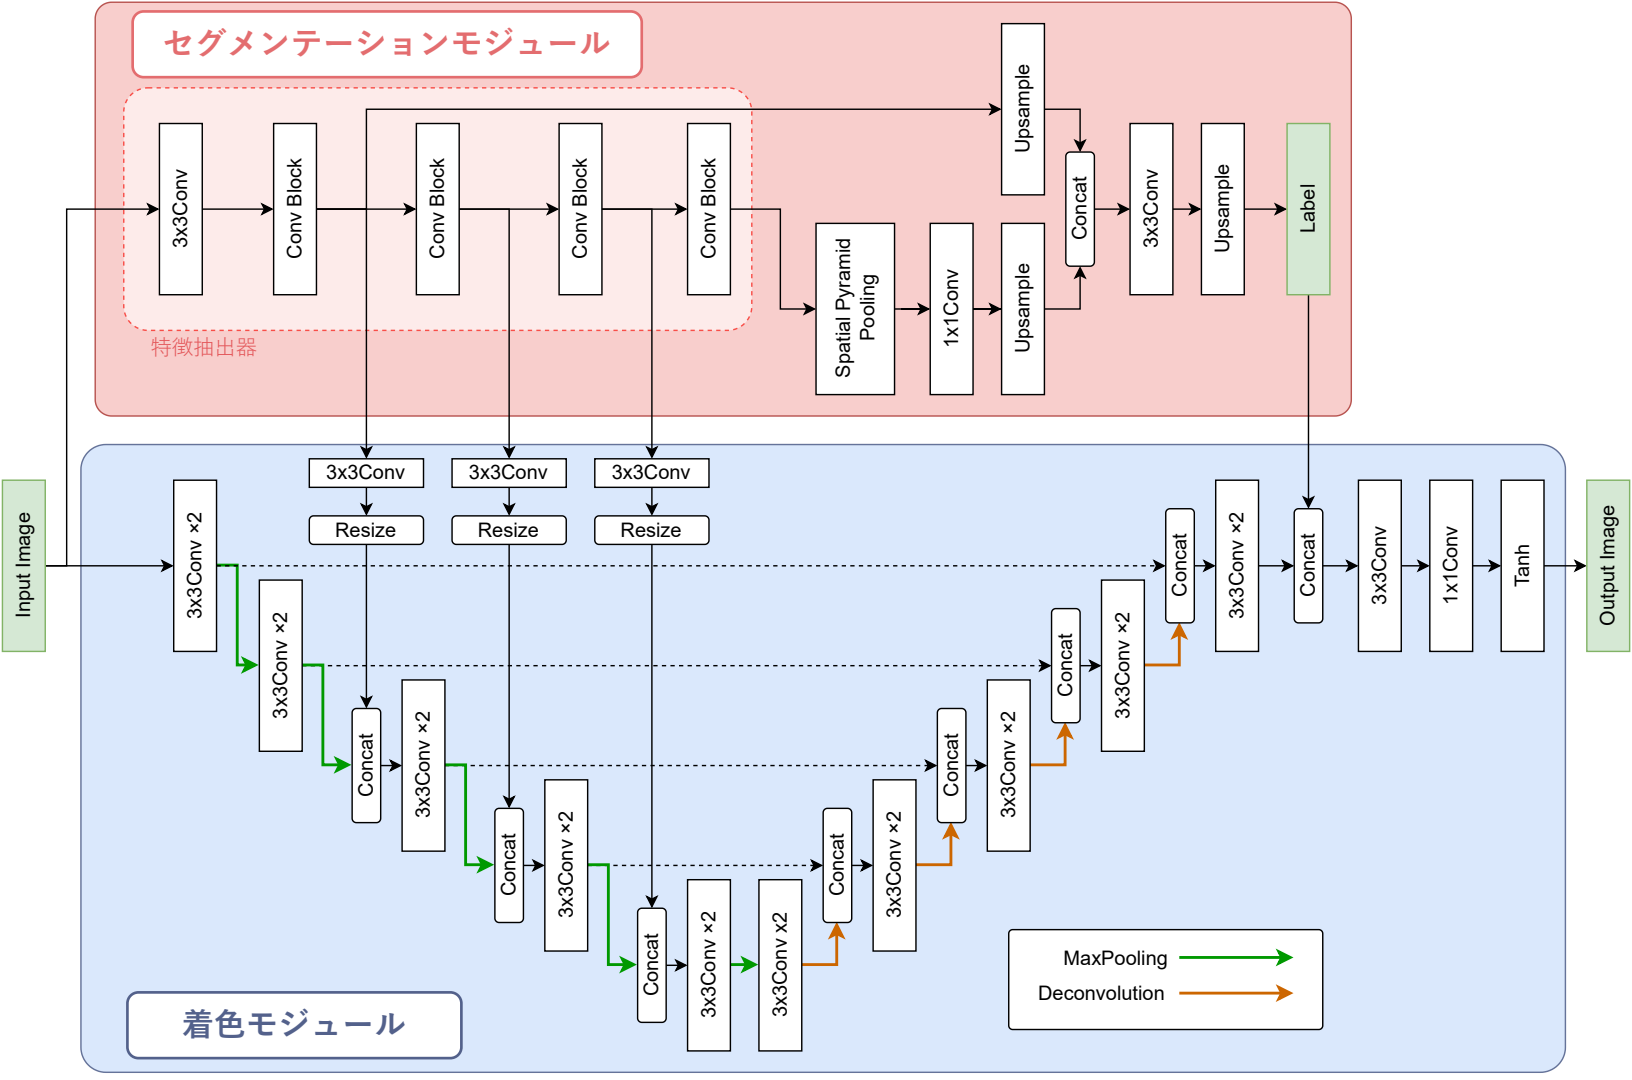 セグメンテーションモジュール
3x3Conv
Conv Block
Conv Block
Conv Block
Conv Block
特徴抽出器
Spatial Pyramid
Pooling
1x1Conv
Upsample
Upsample
Concat
3x3Conv
Upsample
Label
Input Image
3x3Conv
3x3Conv
3x3Conv
Resize
Resize
Resize
3x3Conv ×2
3x3Conv ×2
Concat
3x3Conv ×2
Concat
3x3Conv ×2
Concat
3x3Conv ×2
3x3Conv x2
Concat
3x3Conv ×2
Concat
3x3Conv ×2
Concat
3x3Conv ×2
Concat
3x3Conv ×2
Concat
3x3Conv
1x1Conv
Tanh
Output Image
MaxPooling
Deconvolution
着色モジュール